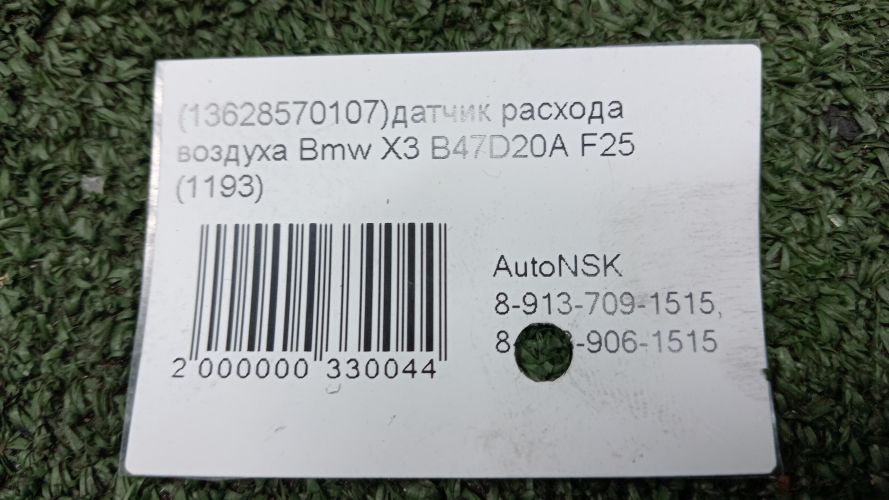 (13628570107)датчик расхода
воздуха Bmw X3 B47D20A F25
(1193)
AutoNSK
8-913-709-1515,
-906-1515
2 000000 330044